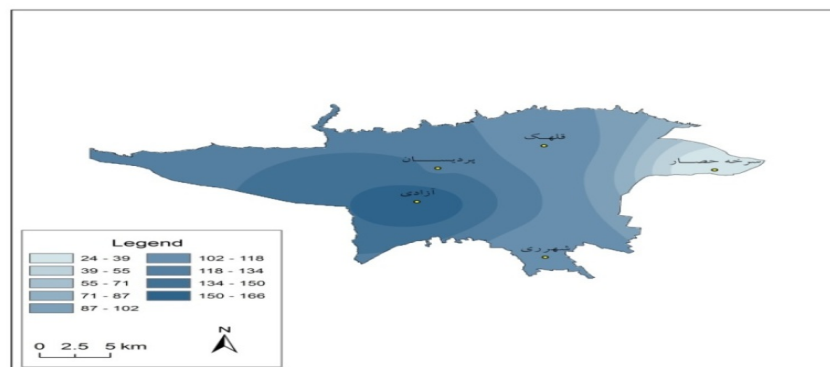 قلهک
پردیسان
سرخه حصار
آزادی
شهرری
Legend
24 - 39
39 - 55
55 - 71
71 - 87
87 - 102
102 - 118
118 - 134
134 - 150
150 - 166
N
0 2.5 5 km